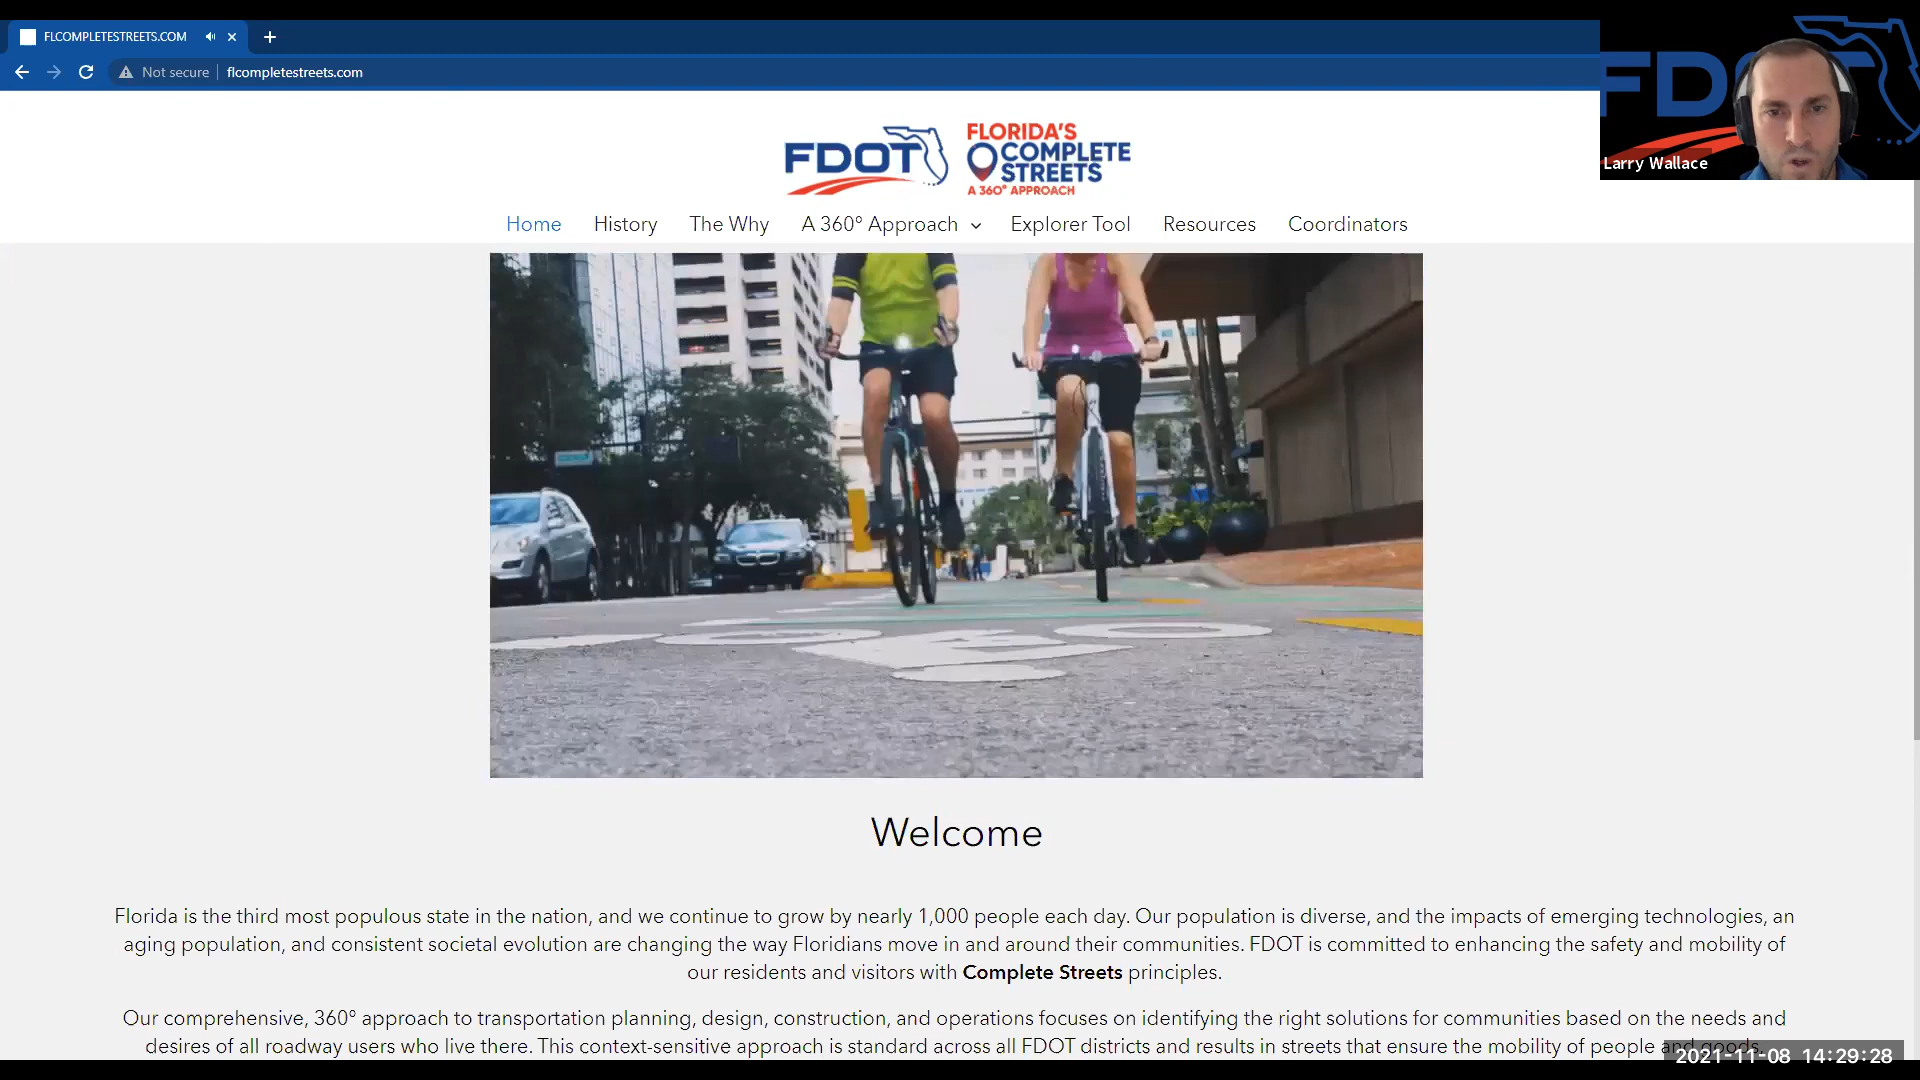 FLCOMPLETESTREETS.COM
Not secure
flcompletestreets.com
FDOT
FLORIDA'S
COMPLETE
STREETS
A 360° APPROACH
FDOT
Larry Wallace
Home
History
The Why
A 360° Approach
Explorer Tool
Resources
Coordinators
Welcome
Florida is the third most populous state in the nation, and we continue to grow by nearly 1,000 people each day. Our population is diverse, and the impacts of emerging technologies, an
aging population, and consistent societal evolution are changing the way Floridians move in and around their communities. FDOT is committed to enhancing the safety and mobility of
our residents and visitors with Complete Streets principles.
Our comprehensive, 360° approach to transportation planning, design, construction, and operations focuses on identifying the right solutions for communities based on the needs and
desires of all roadway users who live there. This context-sensitive approach is standard across all FDOT districts and results in streets that ensure the mobility of people and goods.
2021-11-08 14:29:28